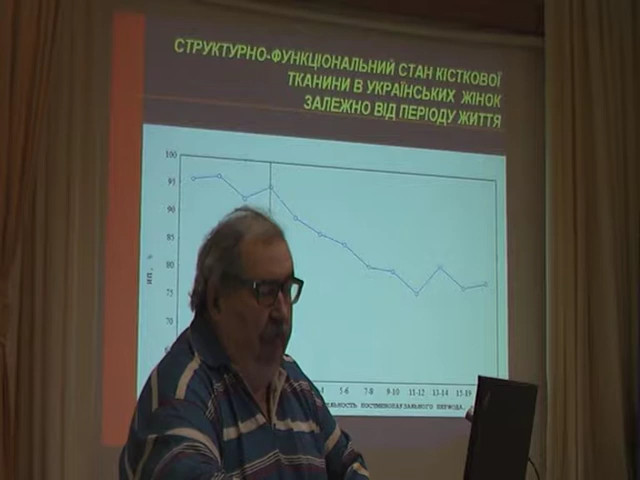 СТРУКТУРНО-ФУНКЦІОНАЛЬНИЙ СТАН КІСТКОВОЇ
ТКАНИНИ В УКРАЇНСЬКИХ ЖІНОК
ЗАЛЕЖНО ВІД ПЕРІОДУ ЖИТТЯ
100
95
90
85
80
75
70
5-6 7-8 9-10 11-12 13-14 15-19
постменопаузального периода,